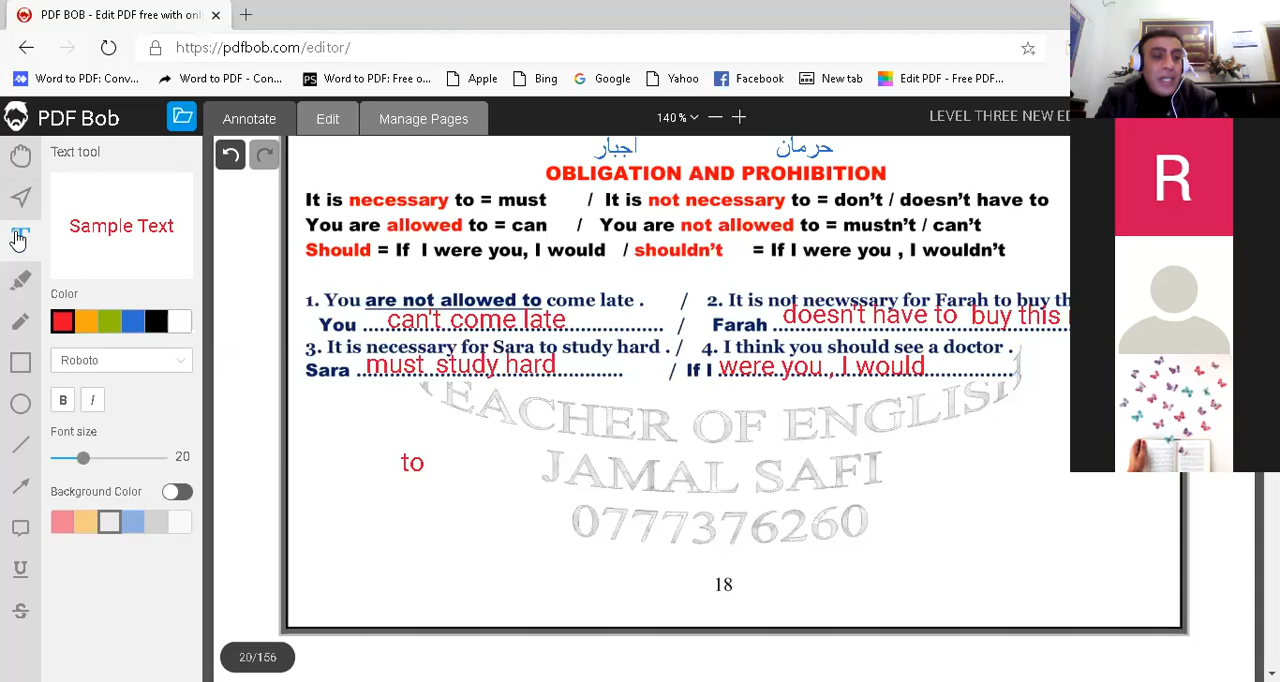 PDF BOB - Edit PDF free with onl
https://pdfbob.com/editor/
Word to PDF: Conv... Word to PDF - Con... Word to PDF: Free o... Apple Bing Google Yahoo Facebook New tab Edit PDF - Free PDF...
PDF Bob Annotate Edit Manage Pages 140% LEVEL THREE NEW ED
Text tool
Sample Text
Color
Roboto
B I
Font size
20
Background Color
اجبار حرمان
OBLIGATION AND PROHIBITION
It is necessary to = must / It is not necessary to = don't / doesn't have to
You are allowed to = can / You are not allowed to = mustn't / can't
Should = If I were you, I would / shouldn't = If I were you , I wouldn't
1. You are not allowed to come late . / 2. It is not necwssary for Farah to buy th
You can't come late / Farah doesn't have to buy this
3. It is necessary for Sara to study hard . / 4. I think you should see a doctor .
Sara must study hard / If I were you , I would
TEACHER OF ENGLISH
to
JAMAL SAFI
0777376260
18
20/156
R